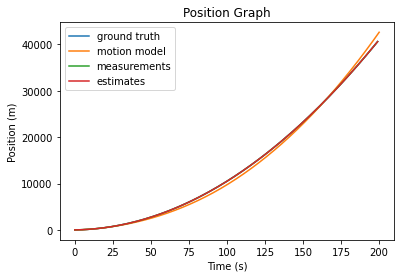 Position Graph
ground truth
motion model
measurements
estimates
Position (m)
40000
30000
20000
10000
0
0 25 50 75 100 125 150 175 200
Time (s)